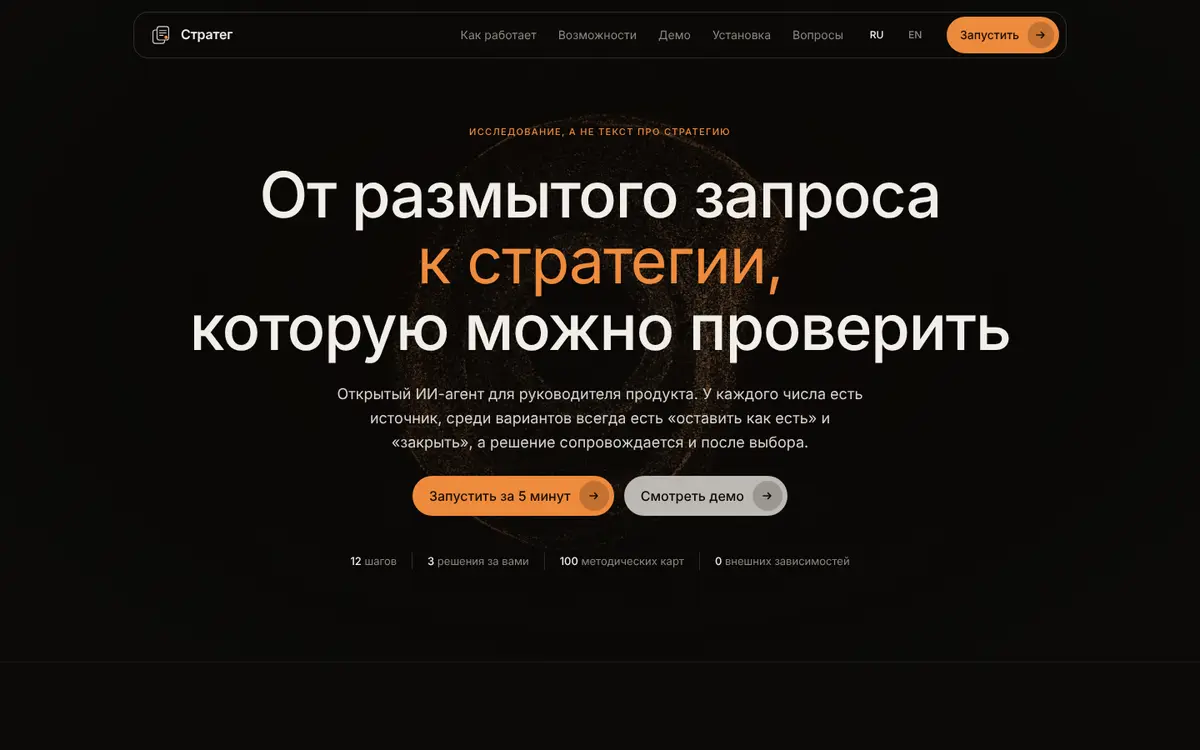 Стратег
Как работает Возможности Демо Установка Вопросы RU EN Запустить →
ИССЛЕДОВАНИЕ, А НЕ ТЕКСТ ПРО СТРАТЕГИЮ
От размытого запроса
к стратегии,
которую можно проверить
Открытый ИИ-агент для руководителя продукта. У каждого числа есть
источник, среди вариантов всегда есть «оставить как есть» и
«закрыть», а решение сопровождается и после выбора.
Запустить за 5 минут → Смотреть демо →
12 шагов 3 решения за вами 100 методических карт 0 внешних зависимостей